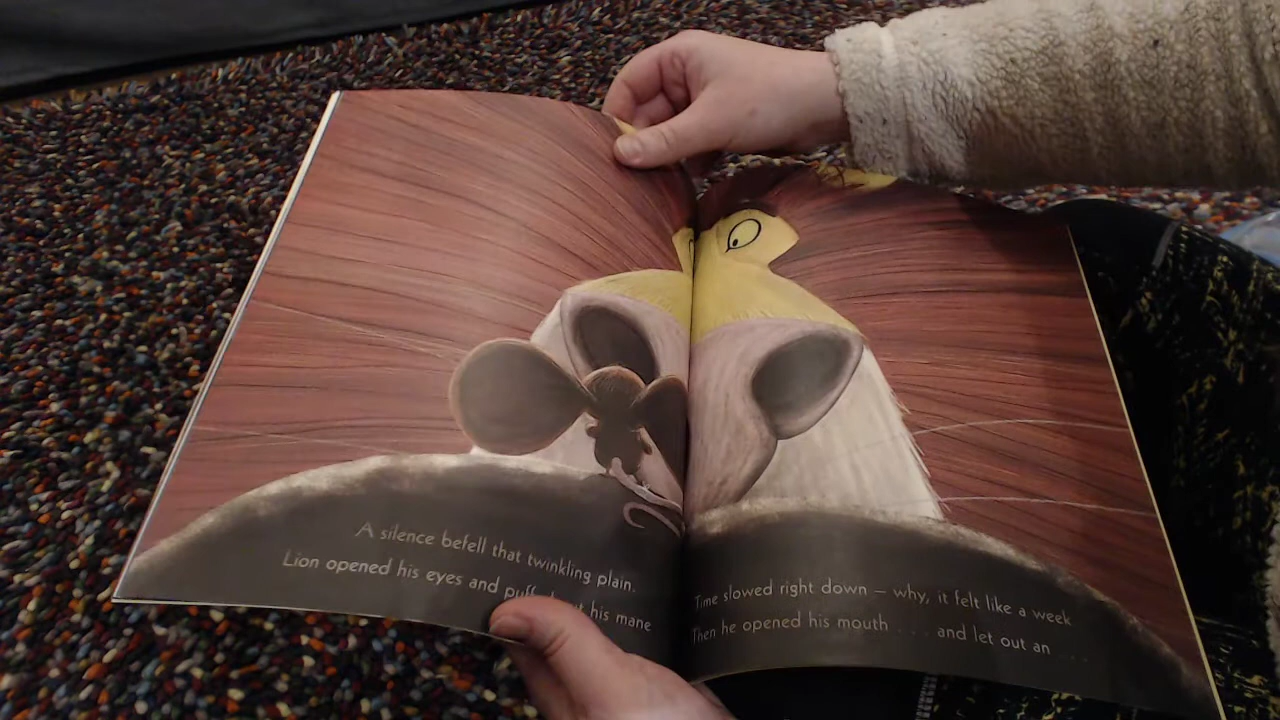 A silence befell that twinkling plain.
Lion opened his eyes and his mane
Time slowed right down – why, it felt like a week
Then he opened his mouth . . . . and let out an . . . .